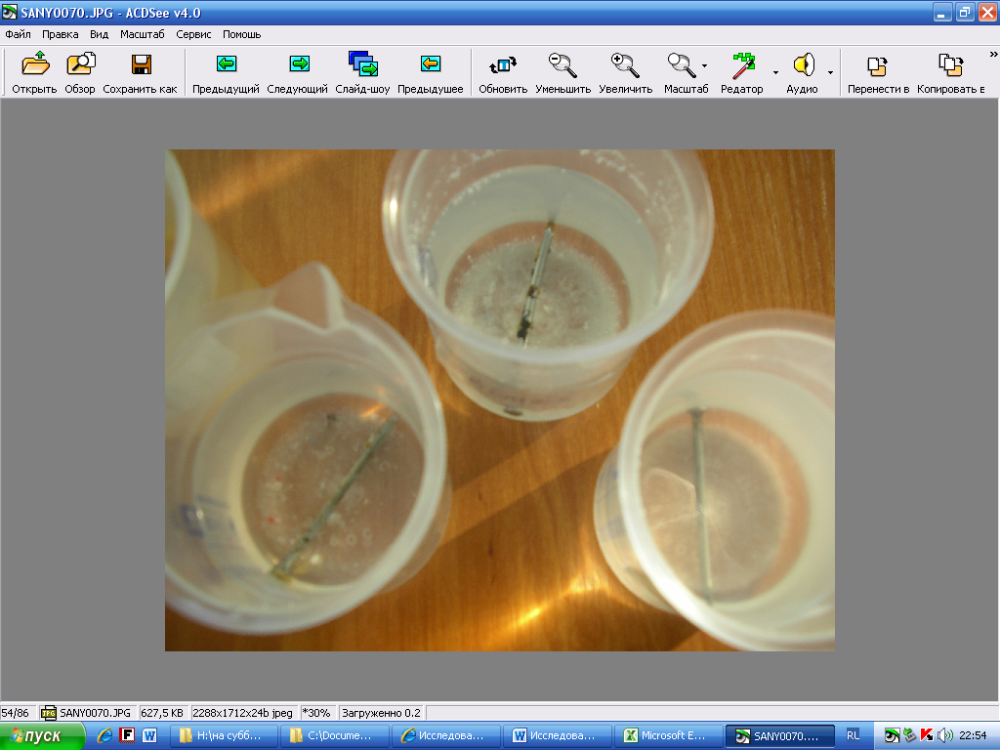 SANY0070.JPG - ACDSee v4.0
Файл Правка Вид Масштаб Сервис Помошь
Открыть Обзор Сохранить как Предыдущий Следующий Слайд-шоу Предыдушее Обновить Уменьшить Увеличить Масштаб Редатор Аудио Перенести в Копировать в
54/86 SANY0070.JPG 627,5 KB 2288x1712x24b jpeg *30% Загруженно 0.2
пуск H:\на субб... C:\Docume... Исследова... Исследова... Microsoft E... SANY0070.... RL 22:54